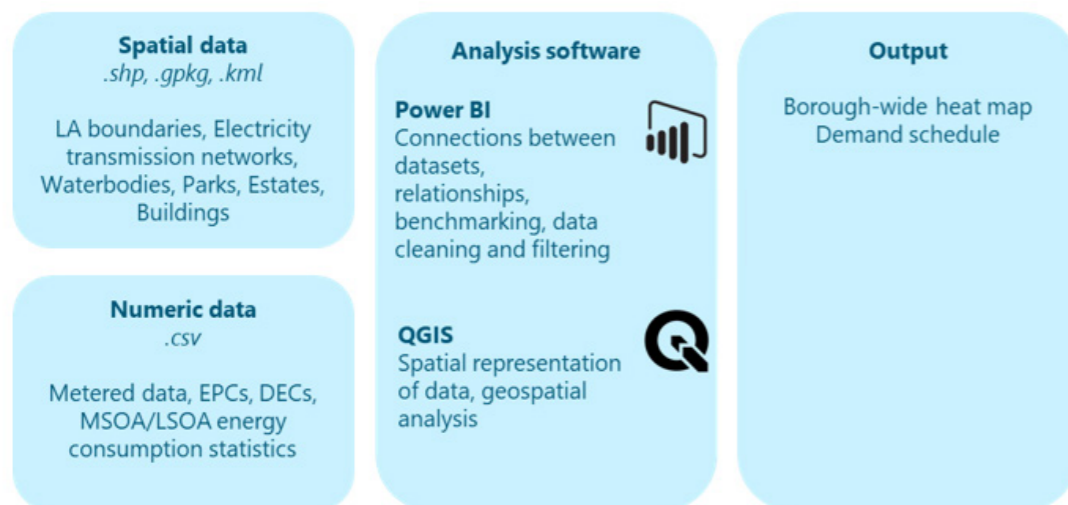 Spatial data
.shp, .gpkg, .kml
LA boundaries, Electricity
transmission networks,
Waterbodies, Parks, Estates,
Buildings
Numeric data
.csv
Metered data, EPCs, DECs,
MSOA/LSOA energy
consumption statistics
Analysis software
Power BI
Connections between
datasets,
relationships,
benchmarking, data
cleaning and filtering
QGIS
Spatial representation
of data, geospatial
analysis
Output
Borough-wide heat map
Demand schedule